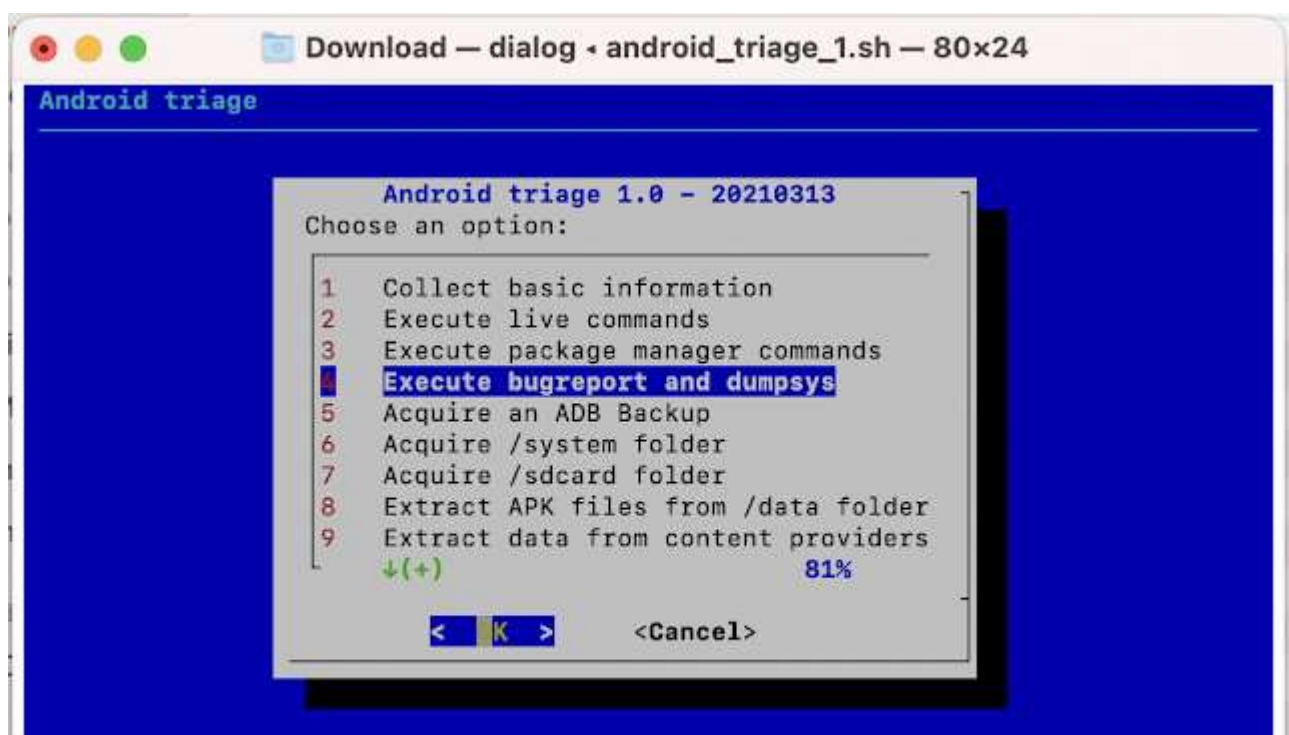 Download — dialog ◂ android_triage_1.sh — 80×24
Android triage
Android triage 1.0 – 20210313
Choose an option:
1 Collect basic information
2 Execute live commands
3 Execute package manager commands
4 Execute bugreport and dumpsys
5 Acquire an ADB Backup
6 Acquire /system folder
7 Acquire /sdcard folder
8 Extract APK files from /data folder
9 Extract data from content providers
↓(+) 81%
< K > <Cancel>